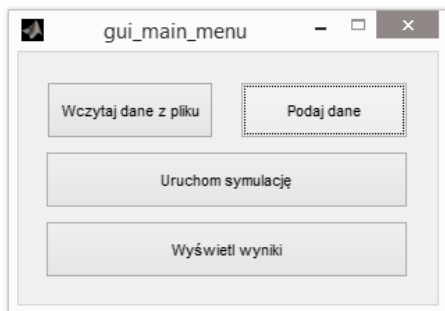 gui_main_menu
Wczytaj dane z pliku
Podaj dane
Uruchom symulację
Wyświetl wyniki